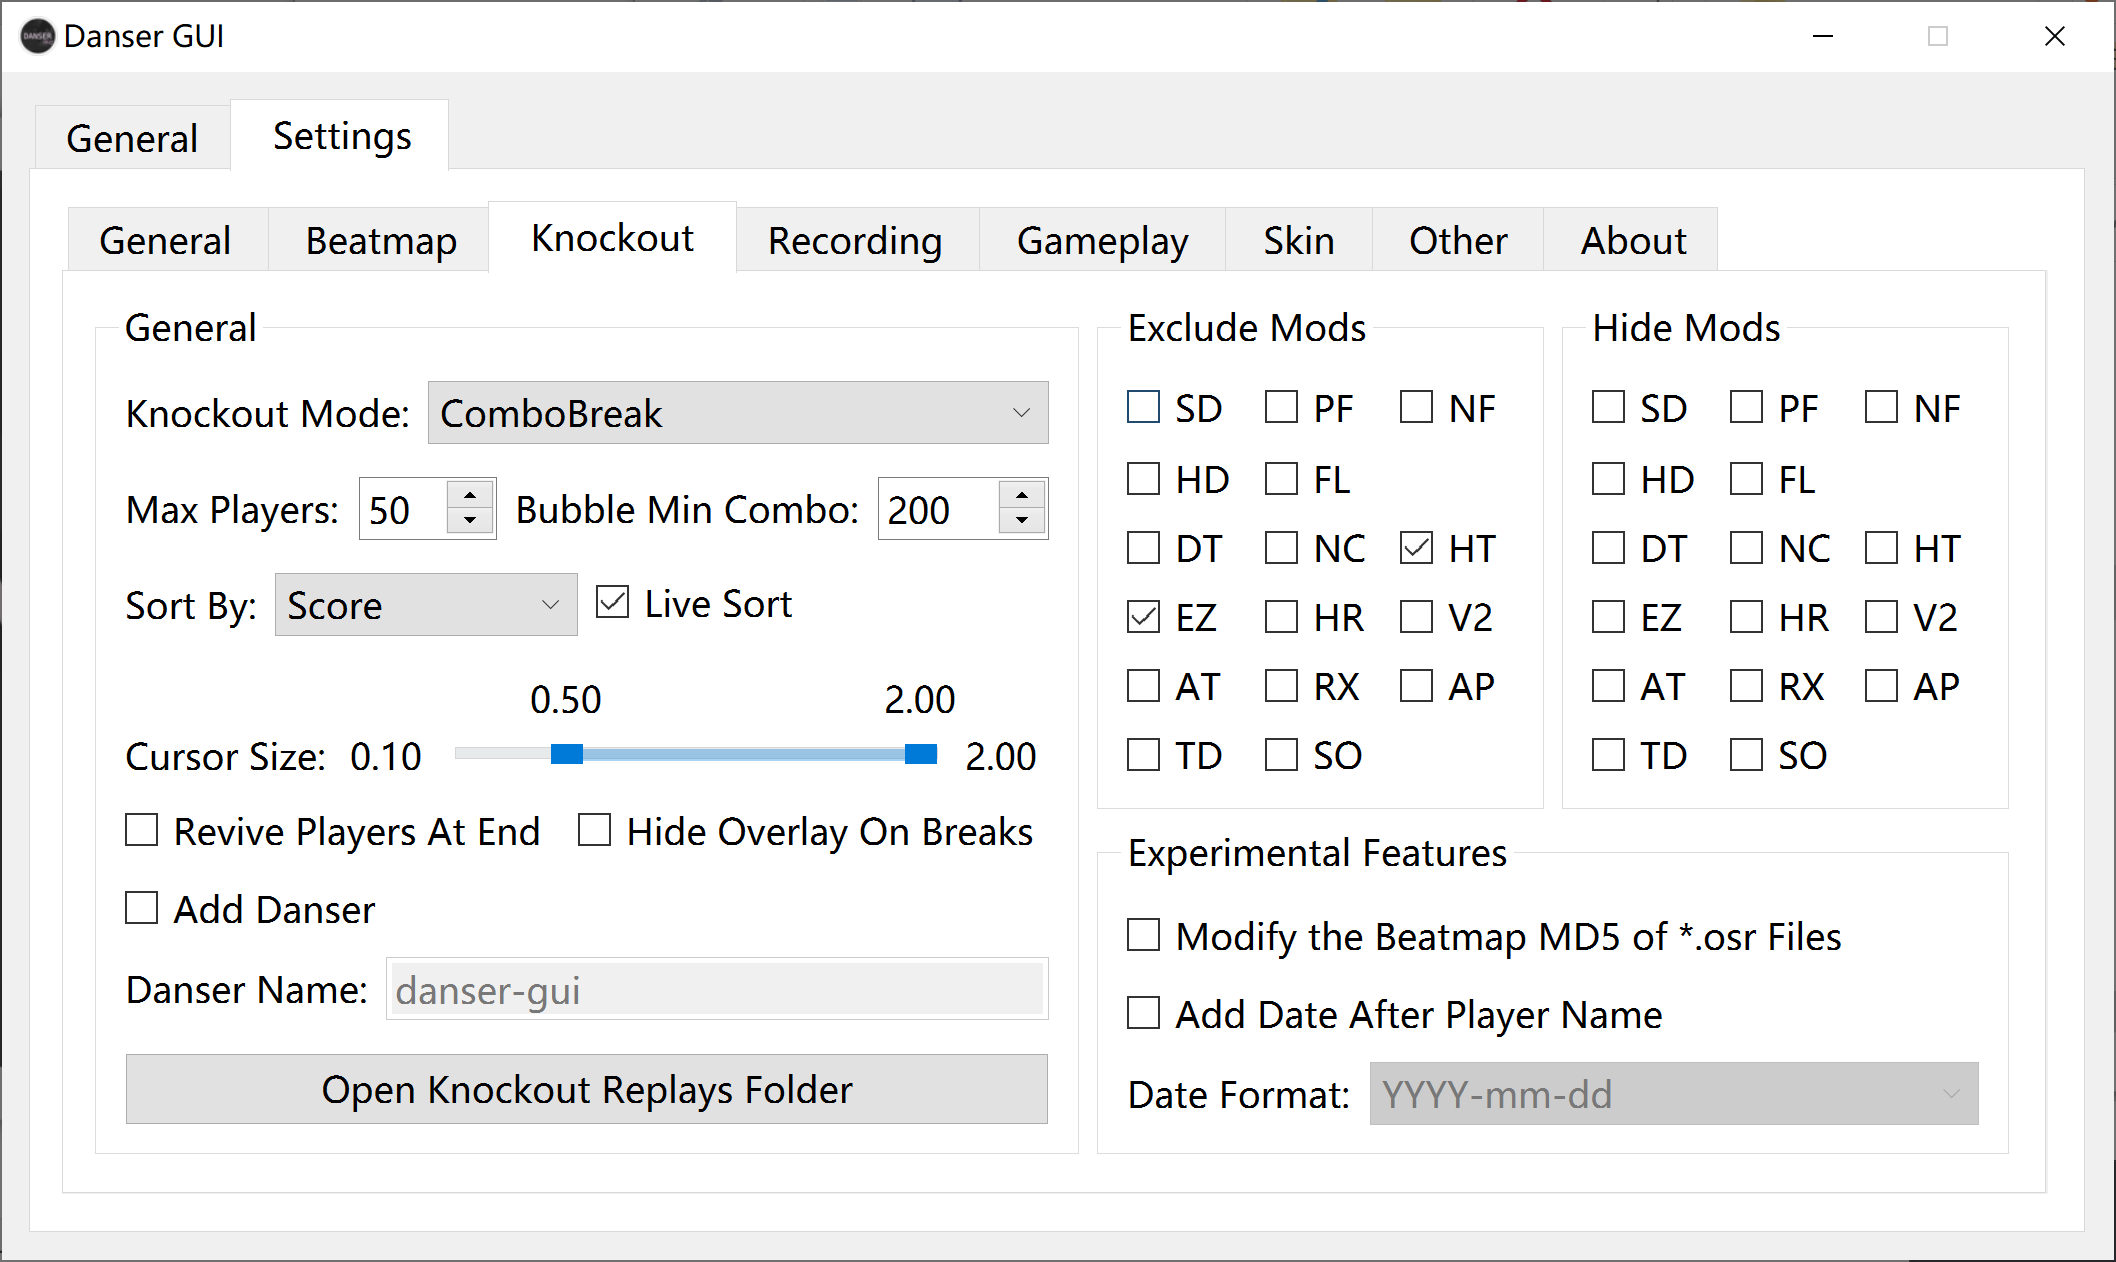 Danser GUI
General Settings
General Beatmap Knockout Recording Gameplay Skin Other About
General
Knockout Mode: ComboBreak
Max Players: 50 Bubble Min Combo: 200
Sort By: Score Live Sort
0.50 2.00
Cursor Size: 0.10 2.00
Revive Players At End Hide Overlay On Breaks
Add Danser
Danser Name: danser-gui
Open Knockout Replays Folder
Exclude Mods
SD PF NF
HD FL
DT NC HT
EZ HR V2
AT RX AP
TD SO
Hide Mods
SD PF NF
HD FL
DT NC HT
EZ HR V2
AT RX AP
TD SO
Experimental Features
Modify the Beatmap MD5 of *.osr Files
Add Date After Player Name
Date Format: YYYY-mm-dd